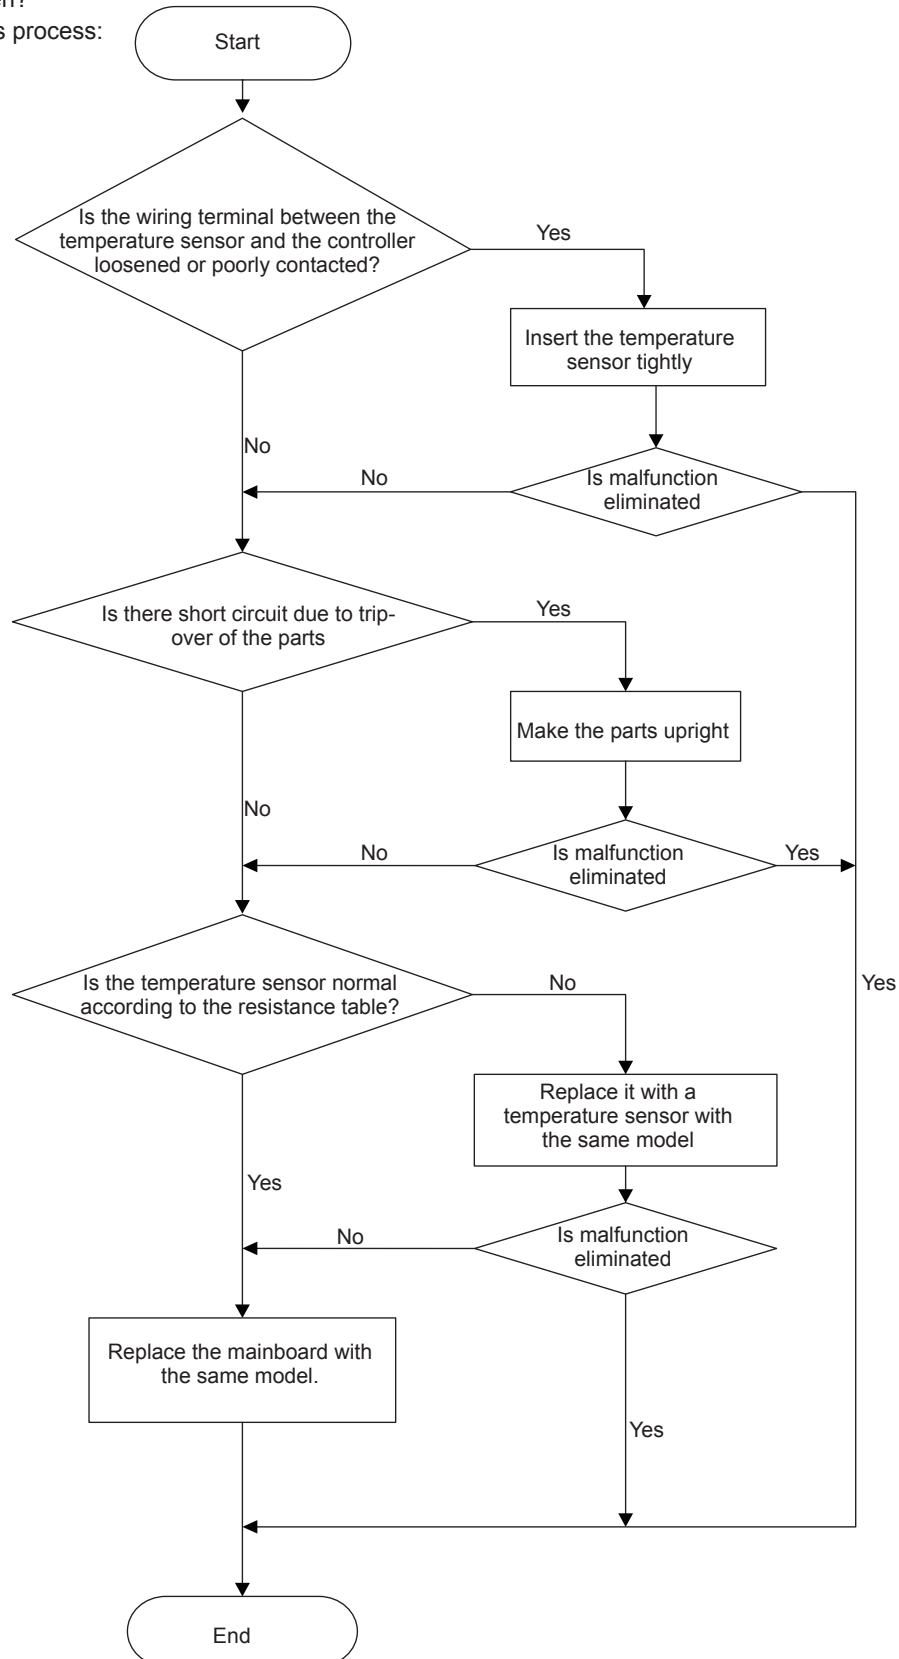 s process:
Start
Is the wiring terminal between the
temperature sensor and the controller
loosened or poorly contacted?
Yes
Insert the temperature
sensor tightly
No
No
Is malfunction
eliminated
Is there short circuit due to trip-
over of the parts
Yes
Make the parts upright
No
No
Is malfunction
eliminated
Yes
Is the temperature sensor normal
according to the resistance table?
No
Yes
Replace it with a
temperature sensor with
the same model
Yes
No
Is malfunction
eliminated
Replace the mainboard with
the same model.
Yes
End